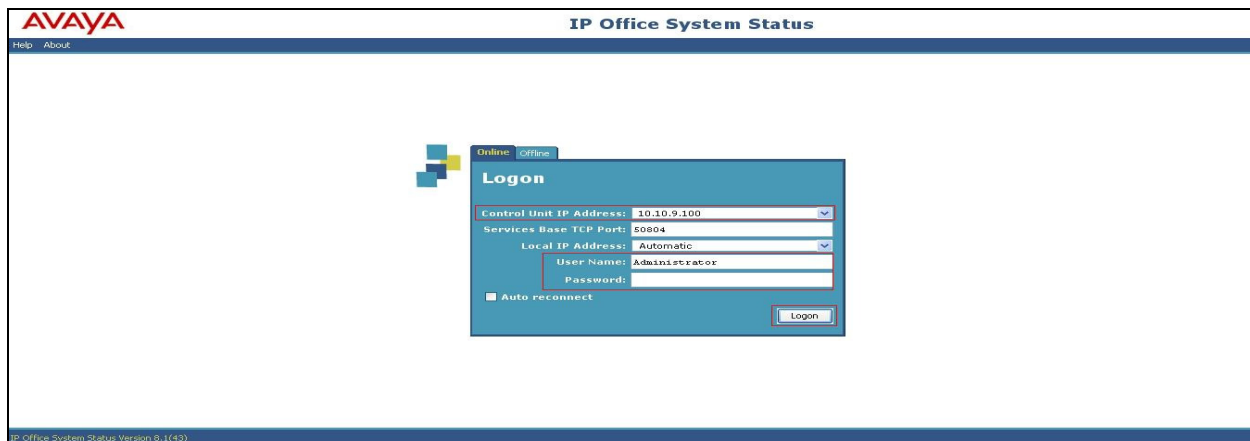 AVAYA
IP Office System Status
Help About
Online Offline
Logon
Control Unit IP Address: 10.10.9.100
Services Base TCP Port: 50804
Local IP Address: Automatic
User Name: Administrator
Password:
Auto reconnect
Logon
IP Office System Status Version 8.1(43)